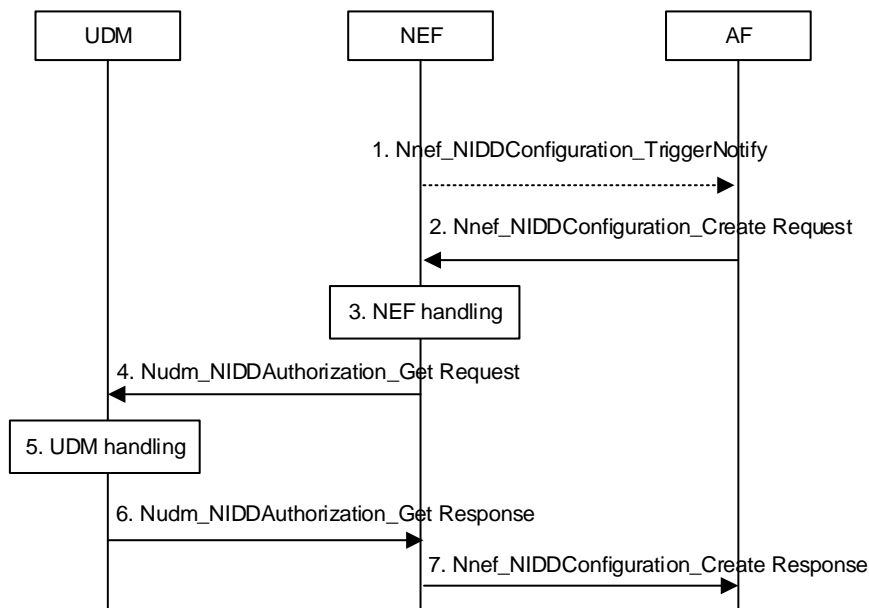 UDM
NEF
AF
1. Nnef_NIDDConfiguration_TriggerNotify
2. Nnef_NIDDConfiguration_Create Request
3. NEF handling
4. Nudm_NIDDAuthorization_Get Request
5. UDM handling
6. Nudm_NIDDAuthorization_Get Response
7. Nnef_NIDDConfiguration_Create Response